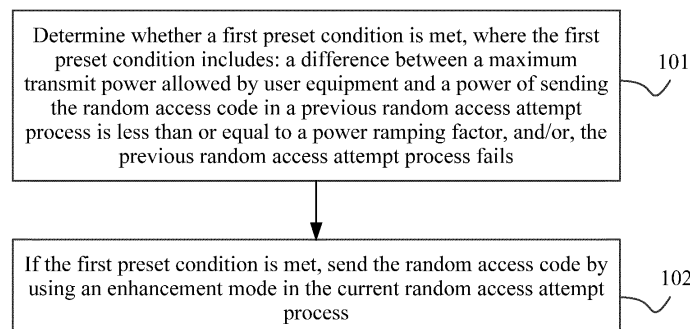 Determine whether a first preset condition is met, where the first
preset condition includes: a difference between a maximum
transmit power allowed by user equipment and a power of sending
the random access code in a previous random access attempt
process is less than or equal to a power ramping factor, and/or, the
previous random access attempt process fails
101
If the first preset condition is met, send the random access code by
using an enhancement mode in the current random access attempt
process
102